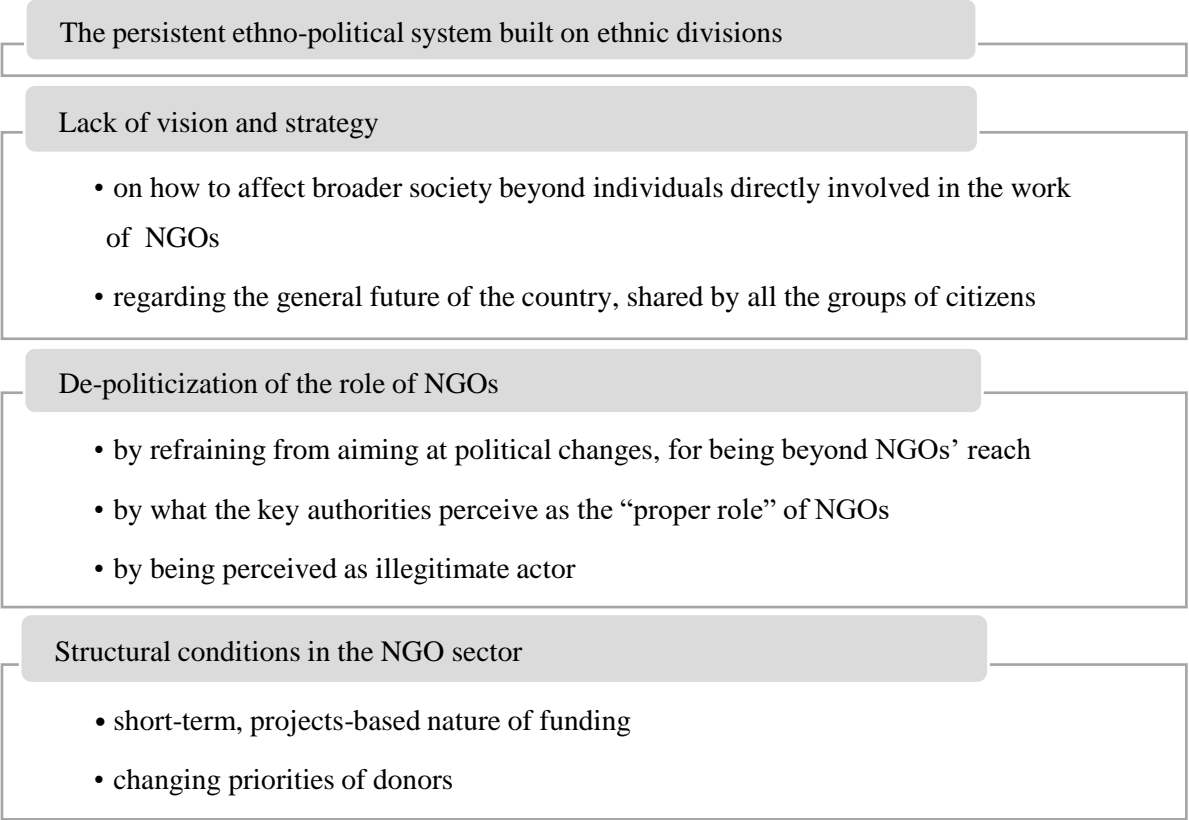 The persistent ethno-political system built on ethnic divisions
Lack of vision and strategy
• on how to affect broader society beyond individuals directly involved in the work
of NGOs
• regarding the general future of the country, shared by all the groups of citizens
De-politicization of the role of NGOs
• by refraining from aiming at political changes, for being beyond NGOs’ reach
• by what the key authorities perceive as the “proper role” of NGOs
• by being perceived as illegitimate actor
Structural conditions in the NGO sector
• short-term, projects-based nature of funding
• changing priorities of donors